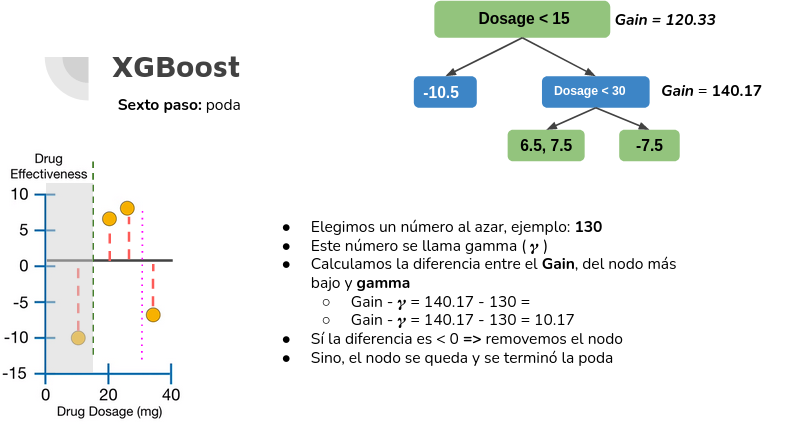 Dosage < 15
Gain = 120.33
XGBoost
Sexto paso: poda
-10.5
Dosage < 30
Gain = 140.17
6.5, 7.5
-7.5
Drug
Effectiveness
10
5
0
-5
-10
-15
0
20
40
Drug Dosage (mg)
● Elegimos un número al azar, ejemplo: 130
● Este número se llama gamma ( γ )
● Calculamos la diferencia entre el Gain, del nodo más
bajo y gamma
○ Gain - γ = 140.17 - 130 =
○ Gain - γ = 140.17 - 130 = 10.17
● Sí la diferencia es < 0 => removemos el nodo
● Sino, el nodo se queda y se terminó la poda